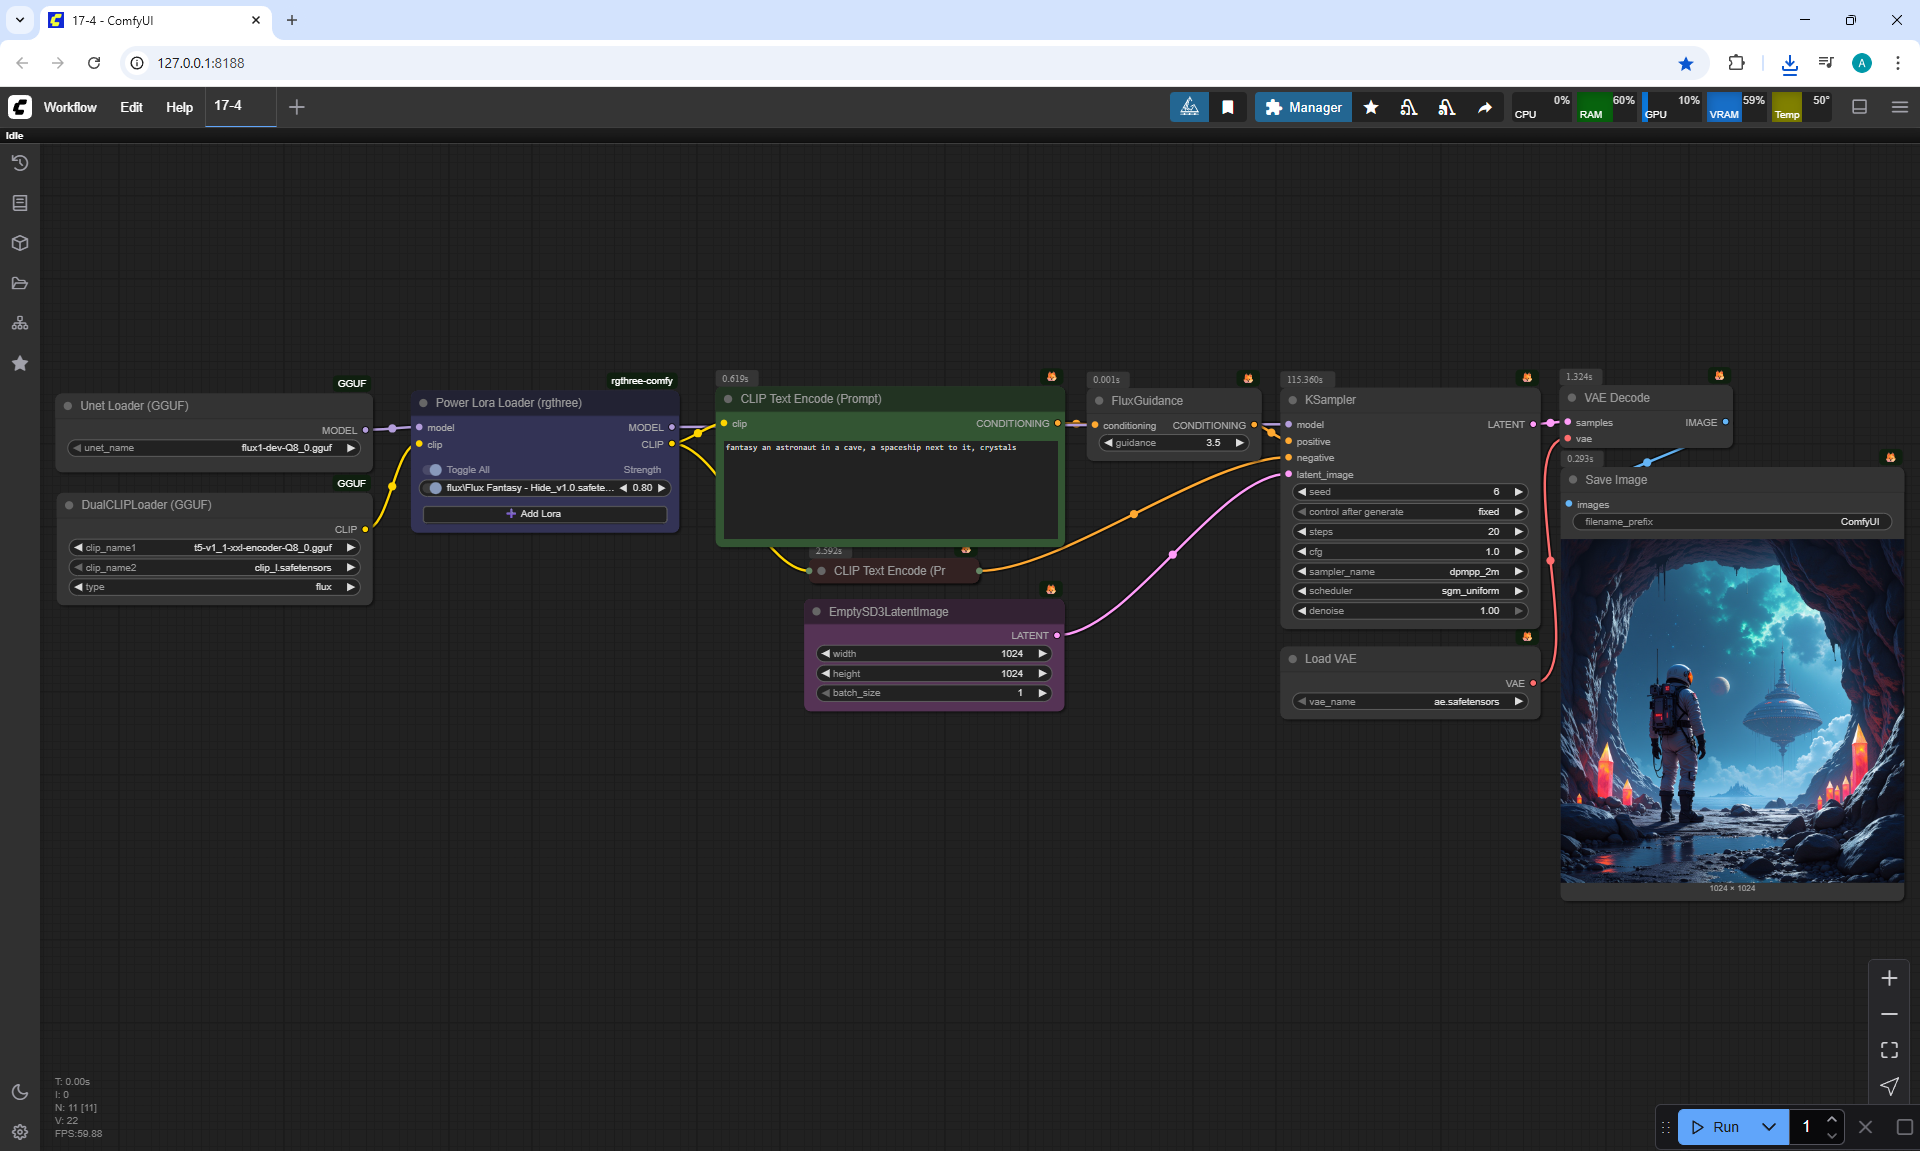 17-4 - ComfyUI
127.0.0.1:8188
A
Workflow
Edit
Help
17-4
Manager
CPU 0%
RAM 60%
GPU 10%
VRAM 59%
Temp 50°
Idle
GGUF
Unet Loader (GGUF)
MODEL
unet_name flux1-dev-Q8_0.gguf
GGUF
DualCLIPLoader (GGUF)
CLIP
clip_name1 t5-v1_1-xxl-encoder-Q8_0.gguf
clip_name2 clip_l.safetensors
type flux
rgthree-comfy
Power Lora Loader (rgthree)
model MODEL
clip CLIP
Toggle All Strength
flux\Flux Fantasy - Hide_v1.0.safete... 0.80
Add Lora
0.619s
CLIP Text Encode (Prompt)
clip CONDITIONING
fantasy an astronaut in a cave, a spaceship next to it, crystals
2.592s
CLIP Text Encode (Pr
EmptySD3LatentImage
LATENT
width 1024
height 1024
batch_size 1
0.001s
FluxGuidance
conditioning CONDITIONING
guidance 3.5
115.360s
KSampler
model LATENT
positive
negative
latent_image
seed 6
control after generate fixed
steps 20
cfg 1.0
sampler_name dpmpp_2m
scheduler sgm_uniform
denoise 1.00
Load VAE
VAE
vae_name ae.safetensors
1.324s
VAE Decode
samples IMAGE
vae
0.293s
Save Image
images
filename_prefix ComfyUI
1024 × 1024
T: 0.00s
I: 0
N: 11 [11]
V: 22
FPS:59.88
Run
1